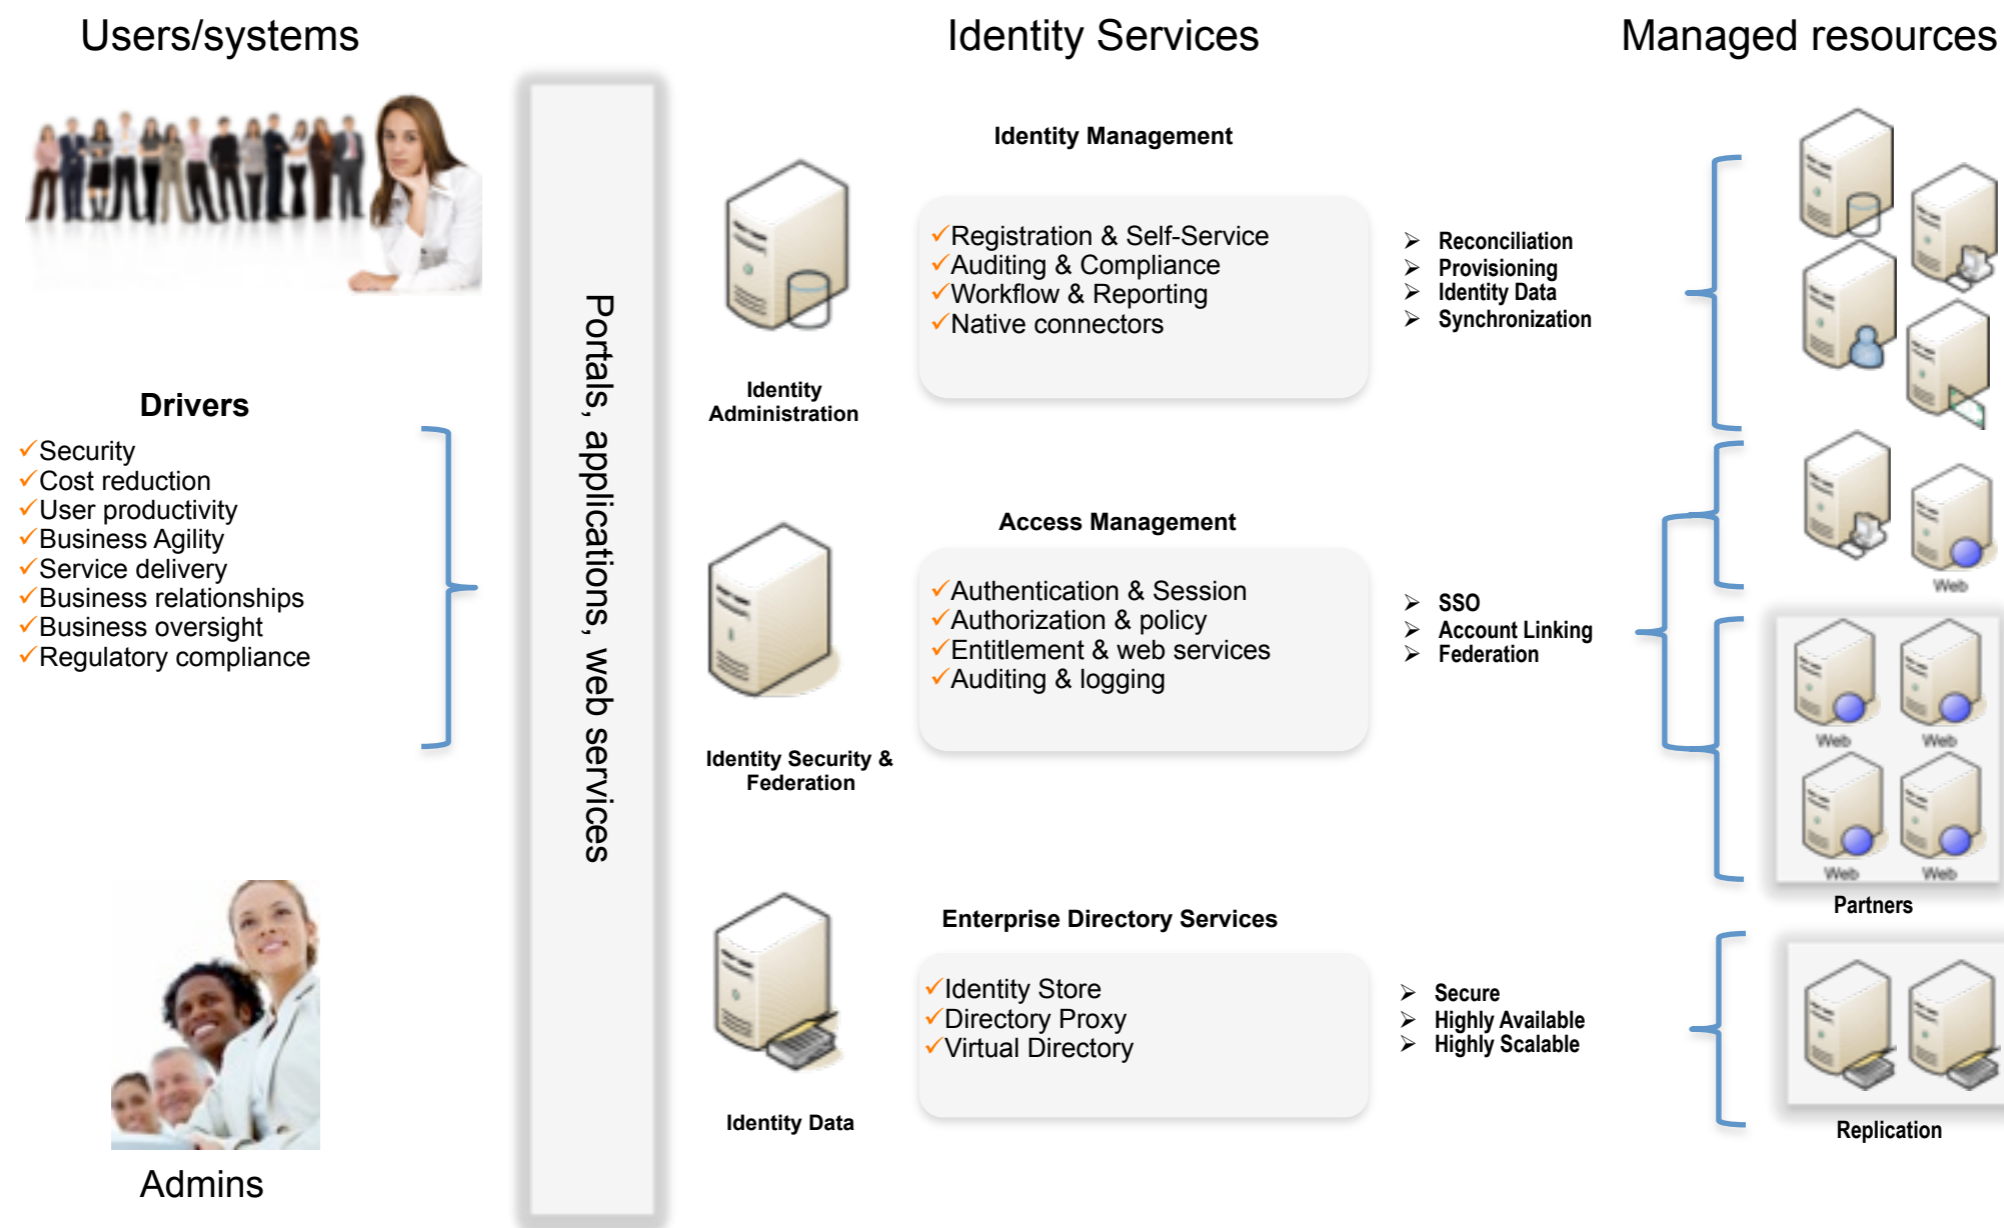 Users/systems
Identity Services
Managed resources
Drivers
Security
Cost reduction
User productivity
Business Agility
Service delivery
Business relationships
Business oversight
Regulatory compliance
Admins
Portals, applications, web services
Identity Management
Registration & Self-Service
Auditing & Compliance
Workflow & Reporting
Native connectors
Identity
Administration
Reconciliation
Provisioning
Identity Data
Synchronization
Access Management
Authentication & Session
Authorization & policy
Entitlement & web services
Auditing & logging
Identity Security &
Federation
SSO
Account Linking
Federation
Web
Web
Web
Web
Web
Partners
Enterprise Directory Services
Identity Store
Directory Proxy
Virtual Directory
Identity Data
Secure
Highly Available
Highly Scalable
Replication